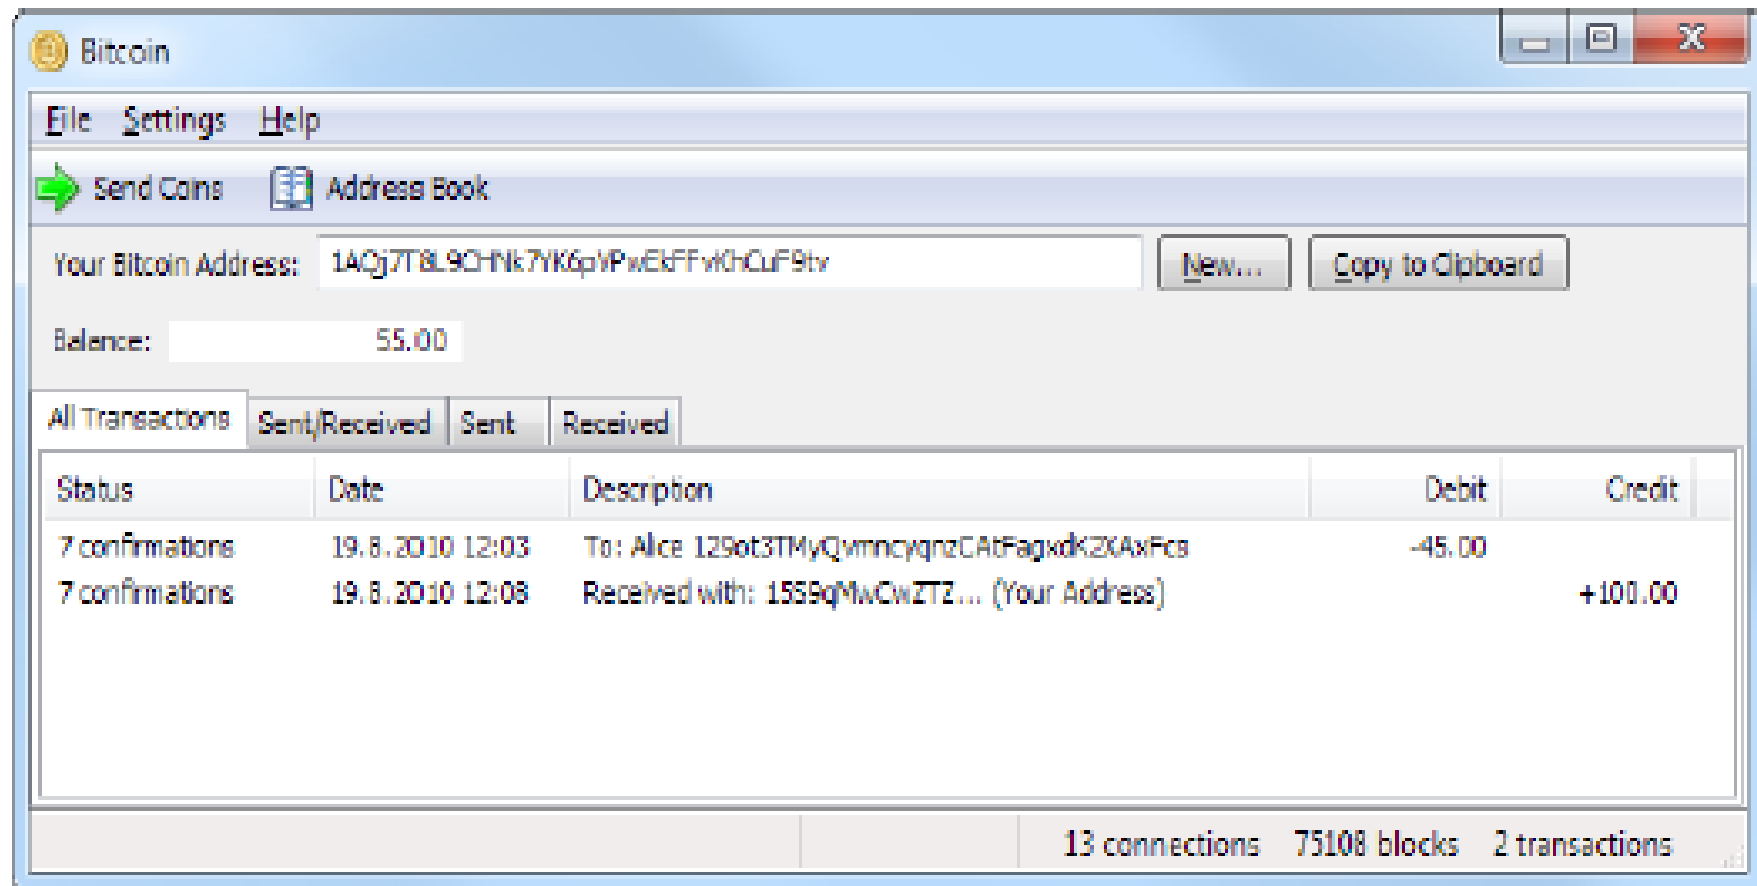 Bitcoin
File Settings Help
Send Coins Address Book
Your Bitcoin Address: New... Copy to Clipboard
Balance: 55.00
All Transactions Sent/Received Sent Received
Status Date Description Debit Credit
7 confirmations 19.8.2010 12:03 To: Alice -45.00
7 confirmations 19.8.2010 12:08 Received with: 15S9qMwCwZTZ... (Your Address) +100.00
13 connections 75108 blocks 2 transactions